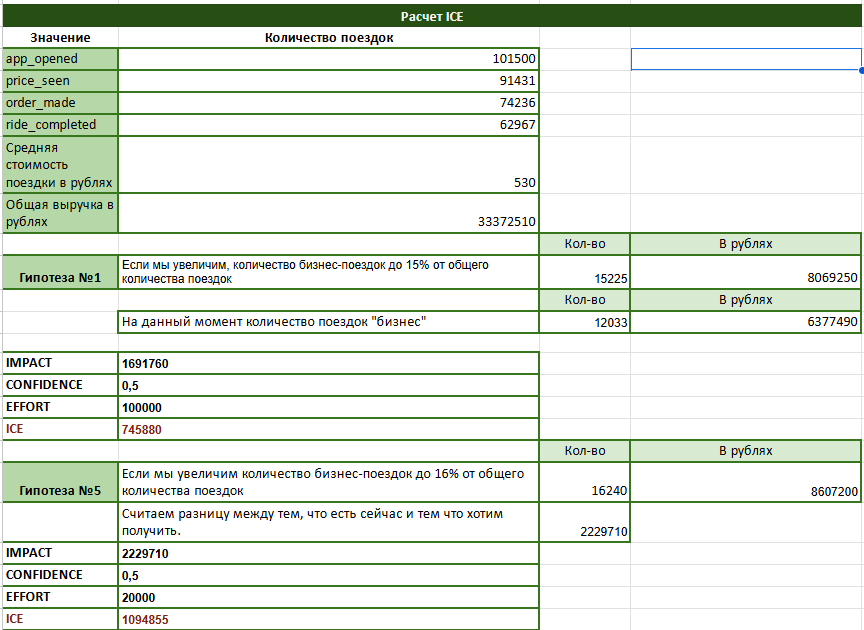 Расчет ICE
Значение Количество поездок
app_opened 101500
price_seen 91431
order_made 74236
ride_completed 62967
Средняя
стоимость
поездки в рублях 530
Общая выручка в
рублях 33372510
Кол-во В рублях
Если мы увеличим, количество бизнес-поездок до 15% от общего
Гипотеза №1 количества поездок 15225 8069250
Кол-во В рублях
На данный момент количество поездок "бизнес" 12033 6377490
IMPACT 1691760
CONFIDENCE 0,5
EFFORT 100000
ICE 745880
Кол-во В рублях
Если мы увеличим количество бизнес-поездок до 16% от общего
Гипотеза №5 количества поездок 16240 8607200
Считаем разницу между тем, что есть сейчас и тем что хотим
получить. 2229710
IMPACT 2229710
CONFIDENCE 0,5
EFFORT 20000
ICE 1094855